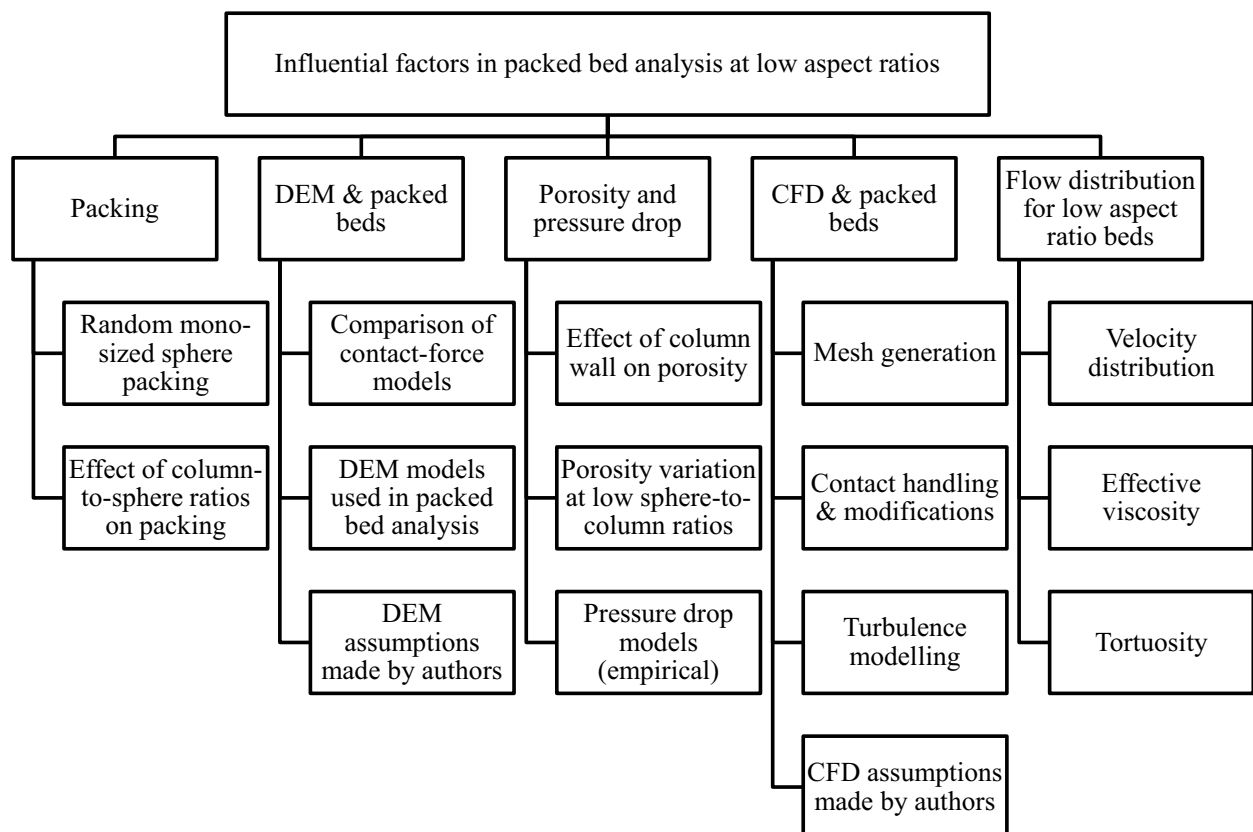 Influential factors in packed bed analysis at low aspect ratios
Packing
Random mono-
sized sphere
packing
Effect of column-
to-sphere ratios
on packing
DEM & packed
beds
Comparison of
contact-force
models
DEM models
used in packed
bed analysis
DEM
assumptions
made by authors
Porosity and
pressure drop
Effect of column
wall on porosity
Porosity variation
at low sphere-to-
column ratios
Pressure drop
models
(empirical)
CFD & packed
beds
Mesh generation
Contact handling
& modifications
Turbulence
modelling
CFD assumptions
made by authors
Flow distribution
for low aspect
ratio beds
Velocity
distribution
Effective
viscosity
Tortuosity